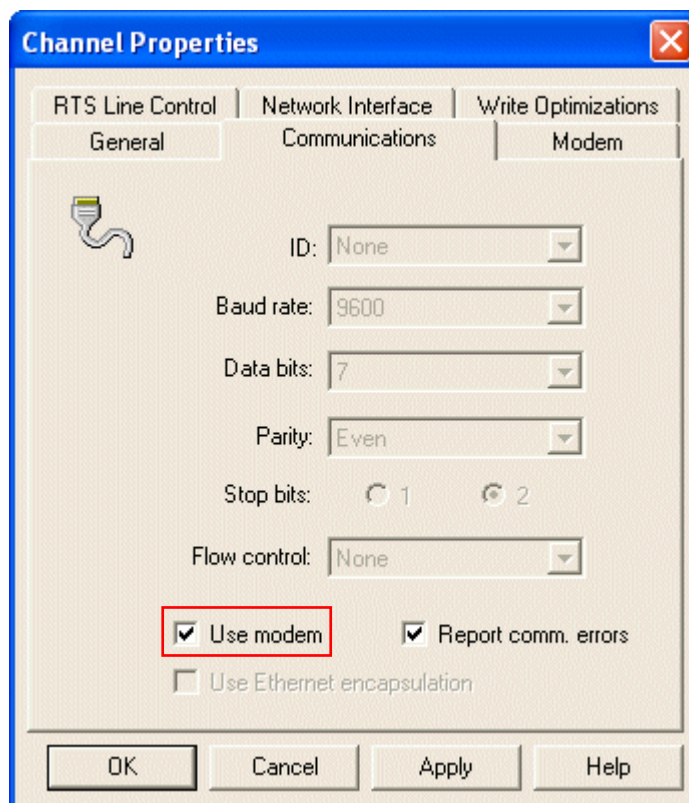 Channel Properties
RTS Line Control Network Interface Write Optimizations
General Communications Modem
ID: None
Baud rate: 9600
Data bits: 7
Parity: Even
Stop bits: 1 2
Flow control: None
Use modem Report comm. errors
Use Ethernet encapsulation
OK Cancel Apply Help